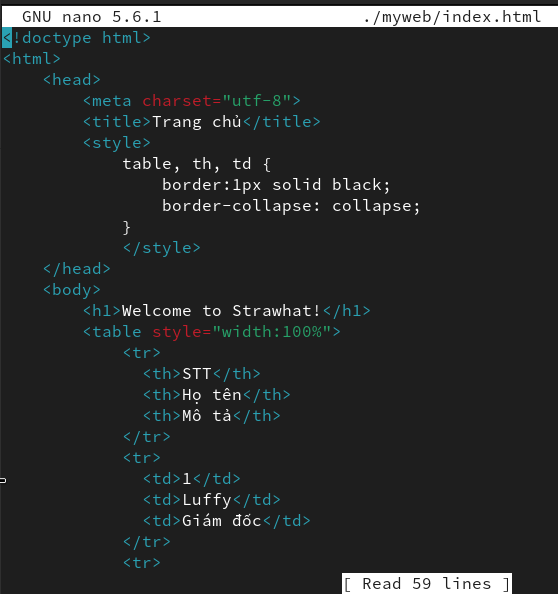 GNU nano 5.6.1 ./myweb/index.html
<!doctype html>
<html>
    <head>
        <meta charset="utf-8">
        <title>Trang chủ</title>
        <style>
            table, th, td {
                border:1px solid black;
                border-collapse: collapse;
            }
            </style>
    </head>
    <body>
        <h1>Welcome to Strawhat!</h1>
        <table style="width:100%">
            <tr>
              <th>STT</th>
              <th>Họ tên</th>
              <th>Mô tả</th>
            </tr>
            <tr>
              <td>1</td>
              <td>Luffy</td>
              <td>Giám đốc</td>
            </tr>
            <tr>
[ Read 59 lines ]